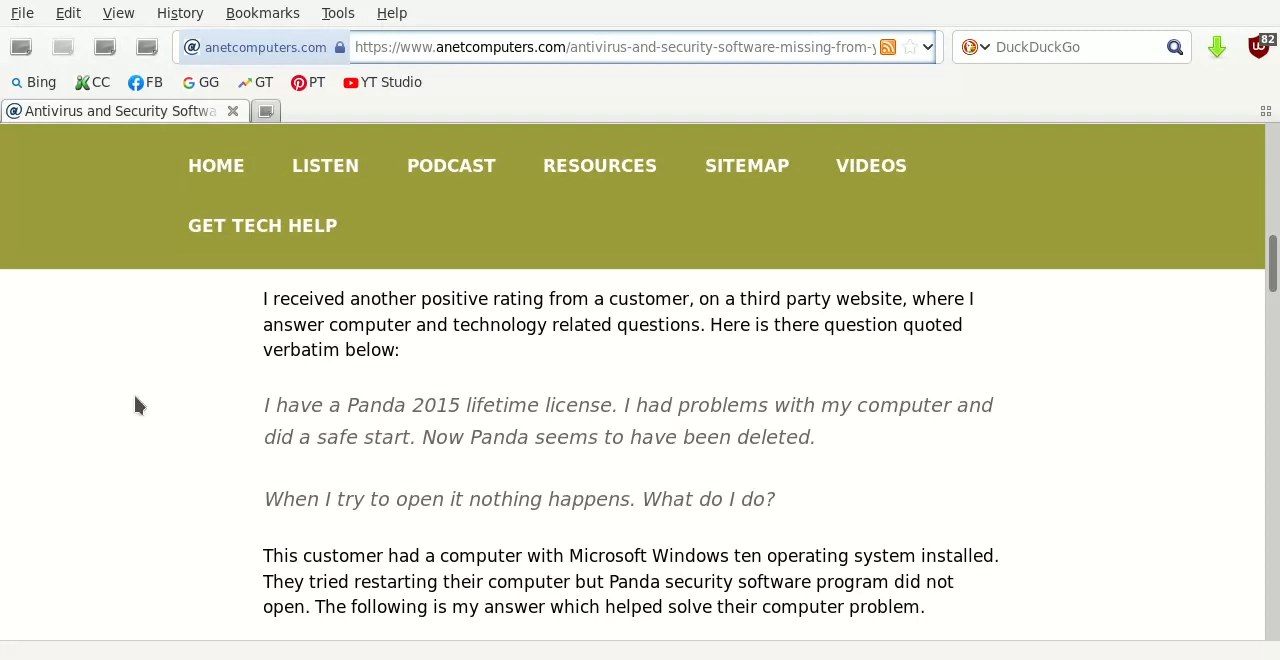 File Edit View History Bookmarks Tools Help
anetcomputers.com https://www.anetcomputers.com/antivirus-and-security-software-missing-from- DuckDuckGo 82
Bing CC FB GG GT PT YT Studio
Antivirus and Security Softwa
HOME LISTEN PODCAST RESOURCES SITEMAP VIDEOS
GET TECH HELP
I received another positive rating from a customer, on a third party website, where I
answer computer and technology related questions. Here is there question quoted
verbatim below:
I have a Panda 2015 lifetime license. I had problems with my computer and
did a safe start. Now Panda seems to have been deleted.
When I try to open it nothing happens. What do I do?
This customer had a computer with Microsoft Windows ten operating system installed.
They tried restarting their computer but Panda security software program did not
open. The following is my answer which helped solve their computer problem.